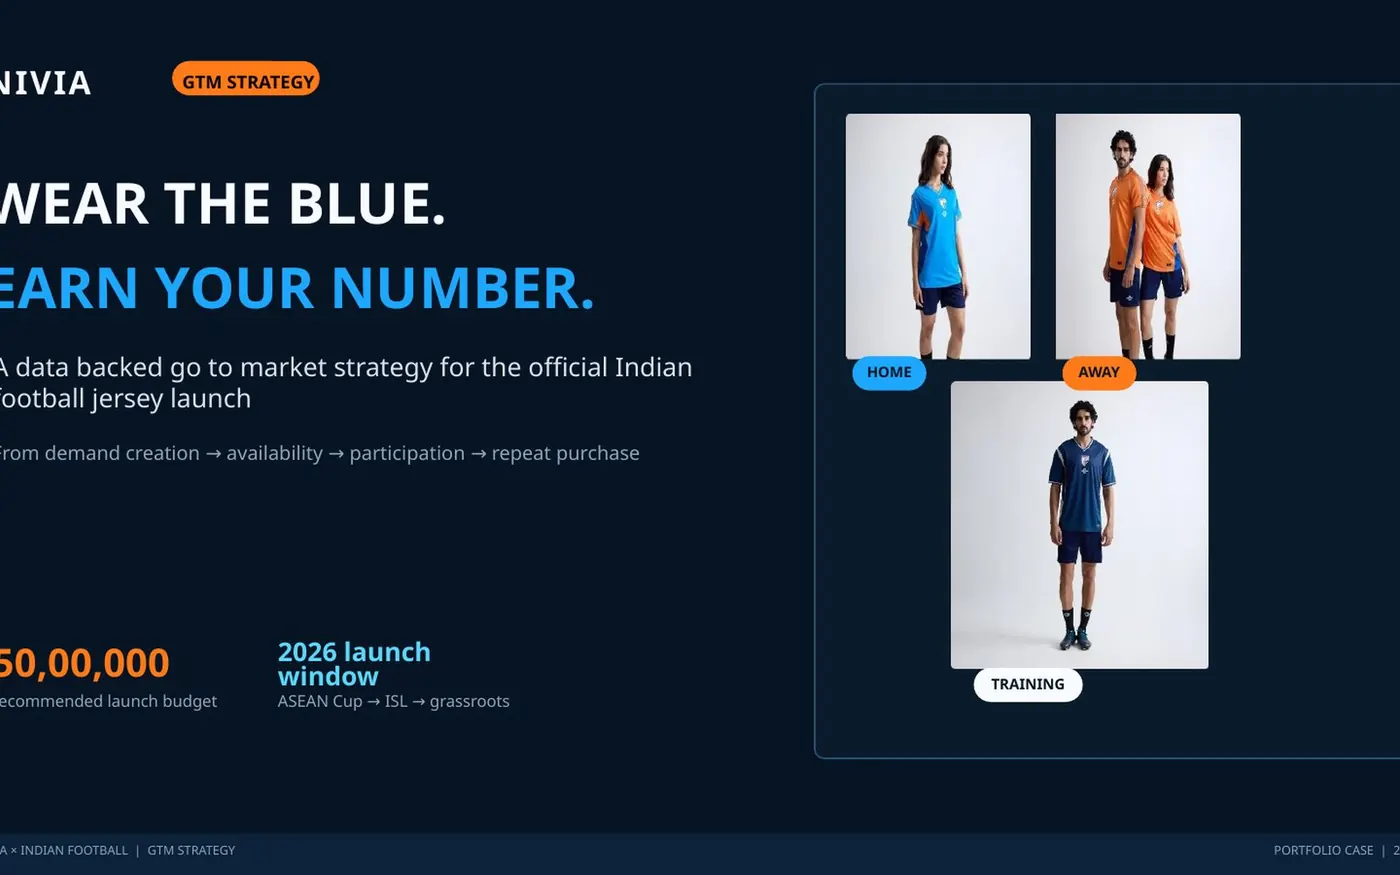 NIVIA
GTM STRATEGY
WEAR THE BLUE.
EARN YOUR NUMBER.
A data backed go to market strategy for the official Indian
football jersey launch
From demand creation → availability → participation → repeat purchase
50,00,000
recommended launch budget
2026 launch
window
ASEAN Cup → ISL → grassroots
HOME
AWAY
TRAINING
A × INDIAN FOOTBALL | GTM STRATEGY
PORTFOLIO CASE | 2